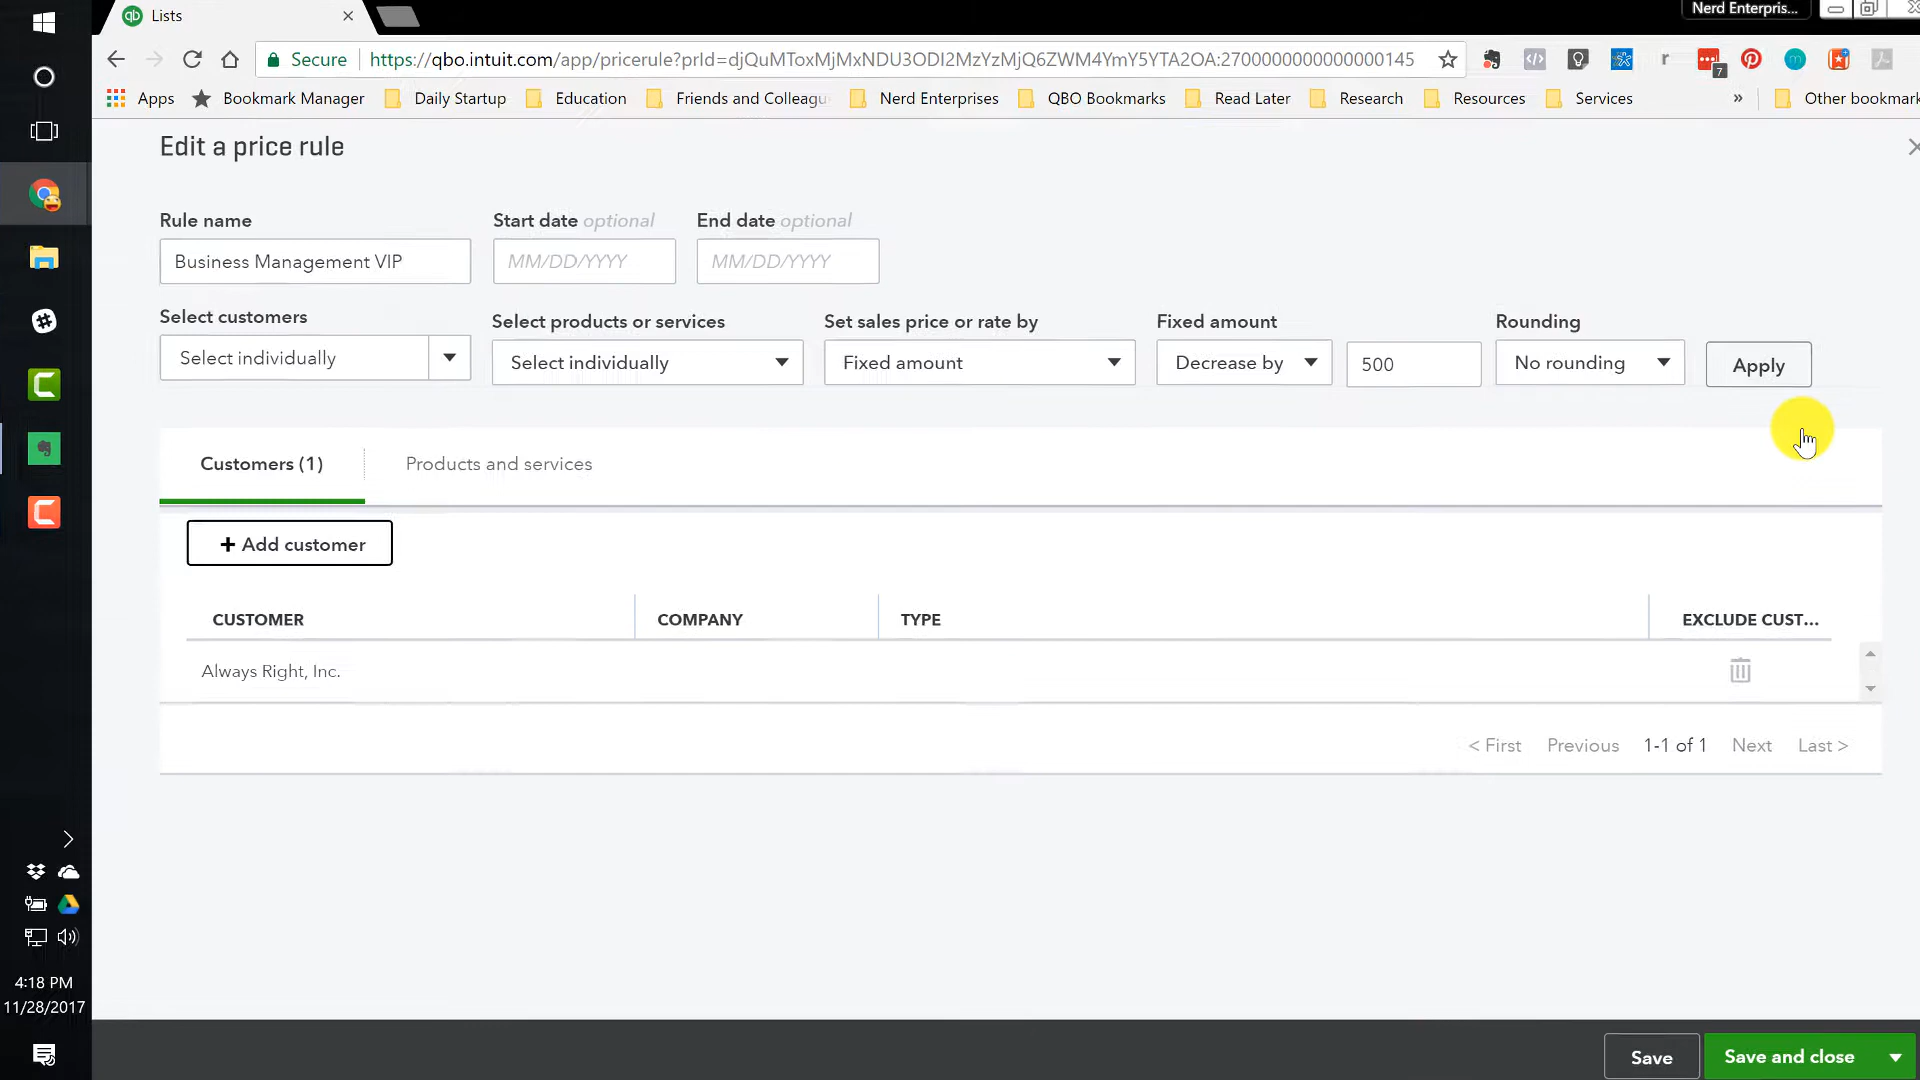 Lists
Nerd Enterpris...
Secure https://qbo.intuit.com/app/pricerule?prId=djQuMToxMjMxNDU3ODI2MzYzMjQ6ZWM4YmY5YTA2OA:2700000000000000145
7
Apps Bookmark Manager Daily Startup Education Friends and Colleagu Nerd Enterprises QBO Bookmarks Read Later Research Resources Services » Other bookmark
Edit a price rule
Rule name Start date optional End date optional
Business Management VIP MM/DD/YYYY MM/DD/YYYY
Select customers Select products or services Set sales price or rate by Fixed amount Rounding
Select individually Select individually Fixed amount Decrease by 500 No rounding Apply
Customers (1) Products and services
+ Add customer
CUSTOMER COMPANY TYPE EXCLUDE CUST...
Always Right, Inc.
< First Previous 1-1 of 1 Next Last >
4:18 PM
11/28/2017
Save Save and close